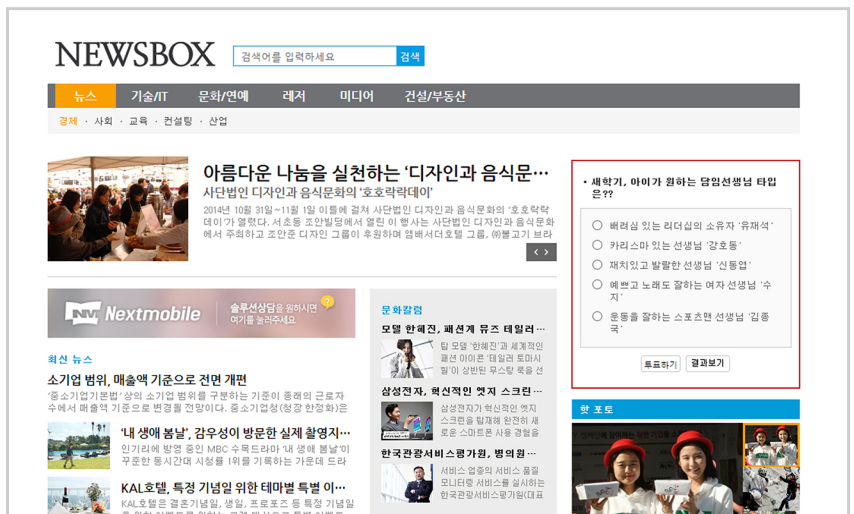 NEWSBOX
검색어를 입력하세요 검색
뉴스 기술/IT 문화/연예 레저 미디어 건설/부동산
경제 · 사회 · 교육 · 컨설팅 · 산업
아름다운 나눔을 실천하는 ‘디자인과 음식문…
사단법인 디자인과 음식문화의 ‘호호락락데이’
2014년 10월 31일~11월 1일 이틀에 걸쳐 사단법인 디자인과 음식문화의 ‘호호락락
데이’가 열렸다. 서초동 조안빌딩에서 열린 이 행사는 사단법인 디자인과 음식문화
에서 주최하고 조안준 디자인 그룹이 후원하며 앰배서더호텔 그룹, ㈜불고기 브라
• 새학기, 아이가 원하는 담임선생님 타입
은??
배려심 있는 리더십의 소유자 '유재석'
카리스마 있는 선생님 '강호동'
재치있고 발랄한 선생님 '신동엽'
예쁘고 노래도 잘하는 여자 선생님 '수
지'
운동을 잘하는 스포츠맨 선생님 '김종
국'
투표하기 결과보기
Nextmobile
솔루션상담을 원하시면
여기를 눌러주세요
최신 뉴스
소기업 범위, 매출액 기준으로 전면 개편
‘중소기업기본법’상의 소기업 범위를 구분하는 기준이 종래의 근로자
수에서 매출액 기준으로 변경될 전망이다. 중소기업청(청장 한정화)은
‘내 생애 봄날’, 감우성이 방문한 실제 촬영지…
인기리에 방영 중인 MBC 수목드라마 ‘내 생애 봄날’이
꾸준한 동시간대 시청률 1위를 기록하는 가운데 드라
KAL호텔, 특정 기념일 위한 테마별 특별 이…
KAL호텔은 결혼기념일, 생일, 프로포즈 등 특정 기념일
문화칼럼
모델 한혜진, 패션계 뮤즈 테일러…
탑 모델 ‘한혜진’과 세계적인
패션 아이콘 ‘테일러 토마시
힐’이 상반된 무스탕 룩을 선
삼성전자, 혁신적인 엣지 스크린…
삼성전자가 혁신적인 엣지
스크린을 탑재해 완전히 새
로운 스마트폰 사용 경험을
한국관광서비스평가원, 병의원…
서비스 업종의 서비스 품질
모니터링 서비스를 실시하는
한국관광서비스평가일(대표
핫 포토